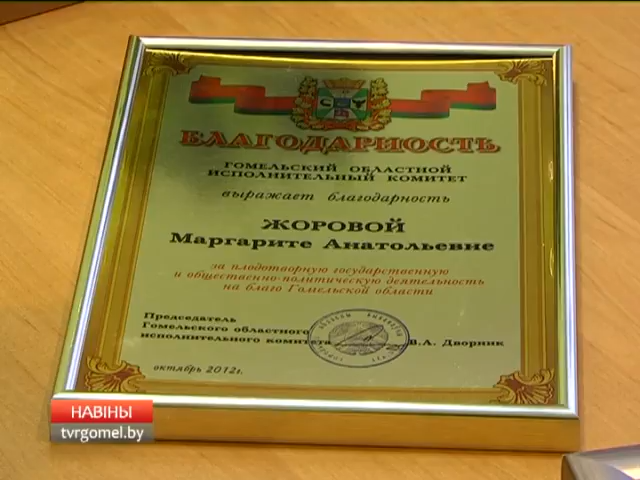 БЛАГОДАРНОСТЬ
ГОМЕЛЬСКИЙ ОБЛАСТНОЙ
ИСПОЛНИТЕЛЬНЫЙ КОМИТЕТ
выражает благодарность
ЖОРОВОЙ
Маргарите Анатольевне
за плодотворную государственную
и общественно-политическую деятельность
на благо Гомельской области
Председатель
Гомельского областного
исполнительного комитета В.А. Дворник
октябрь 2012г.
НАВІНЫ
tvrgomel.by